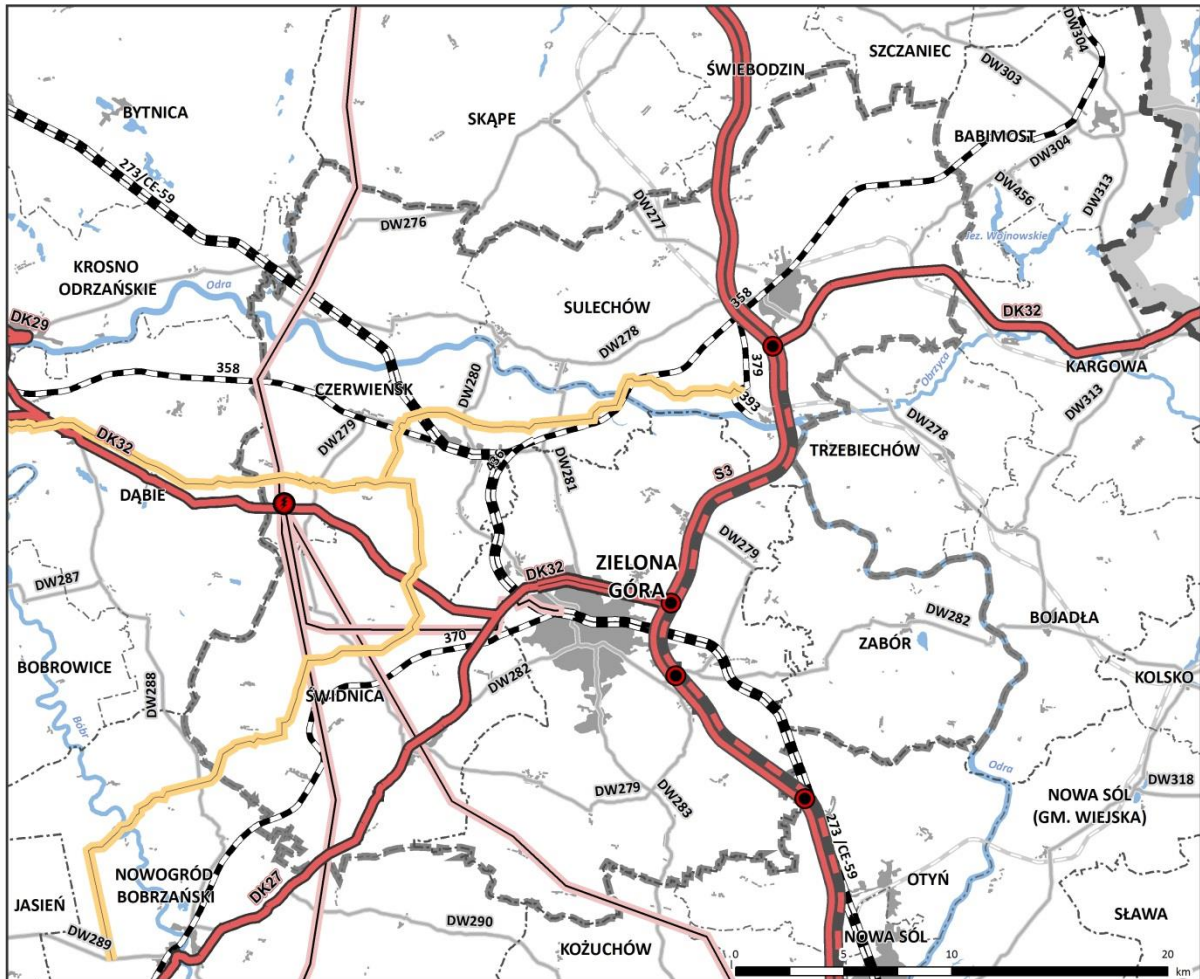 DW304
SZCZANIEC
ŚWIEBODZIN
DW303
BYTNICA
SKĄPE
BABIMOST
DW304
273/CE-59
DW456
DW313
DW276
DW277
Jez. Wojnowskie
KROSNO
ODRZAŃSKIE
Odra
SULECHÓW
358
DK29
DK32
DW278
379
KARGOWA
358
CZERWIEŃSK
DW280
Obrzyca
393
DW313
DW279
DW278
DK32
436
TRZEBIECHÓW
DW281
S3
DĄBIE
DW279
ZIELONA
GÓRA
DK32
DW287
DW282
BOJADŁA
370
ZABÓR
BOBROWICE
DW288
ŚWIDNICA
DW282
KOLSKO
Bóbr
Odra
DW279
DW283
DW318
NOWA SÓL
(GM. WIEJSKA)
273/CE-59
NOWOGRÓD
BOBRZAŃSKI
DK27
OTYŃ
JASIEŃ
SŁAWA
DW290
DW289
KOŻUCHÓW
NOWA SÓL
0 5 10 20
km